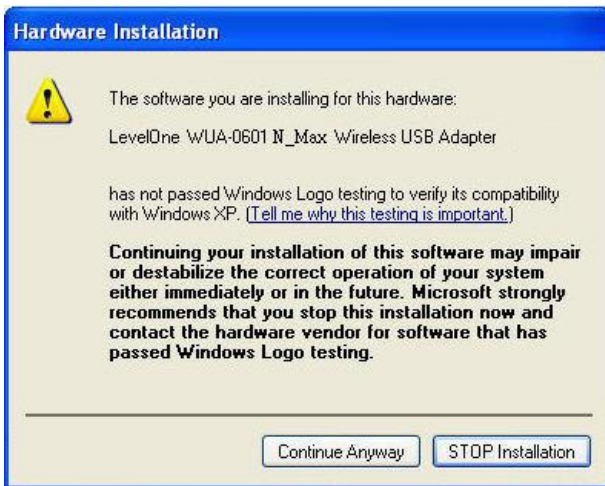 Hardware Installation
The software you are installing for this hardware:
LevelOne WUA-0601 N_Max Wireless USB Adapter
has not passed Windows Logo testing to verify its compatibility
with Windows XP. (Tell me why this testing is important.)
Continuing your installation of this software may impair
or destabilize the correct operation of your system
either immediately or in the future. Microsoft strongly
recommends that you stop this installation now and
contact the hardware vendor for software that has
passed Windows Logo testing.
Continue Anyway STOP Installation